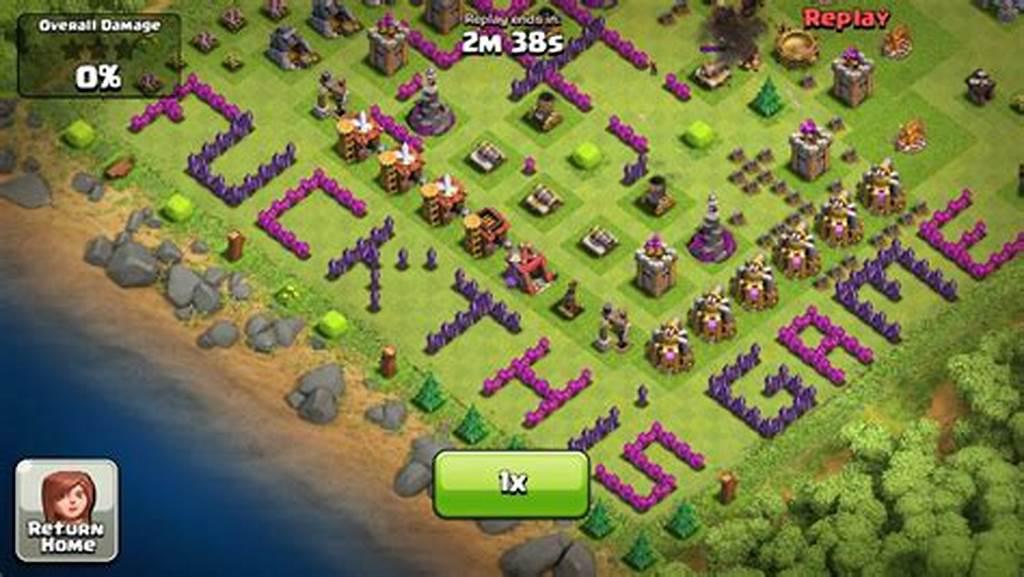 Overall Damage
0%
Replay ends in:
2M 38s
Replay
FUCK THIS GAME
1x
Return
Home